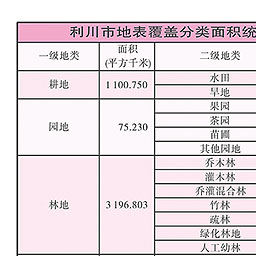 利川市地表覆盖分类面积统
一级地类 面积 (平方千米) 二级地类
耕地 1 100.750 水田
旱地
园地 75.230 果园
茶园
苗圃
其他园地
林地 3 196.803 乔木林
灌木林
乔灌混合林
竹林
疏林
绿化林地
人工幼林